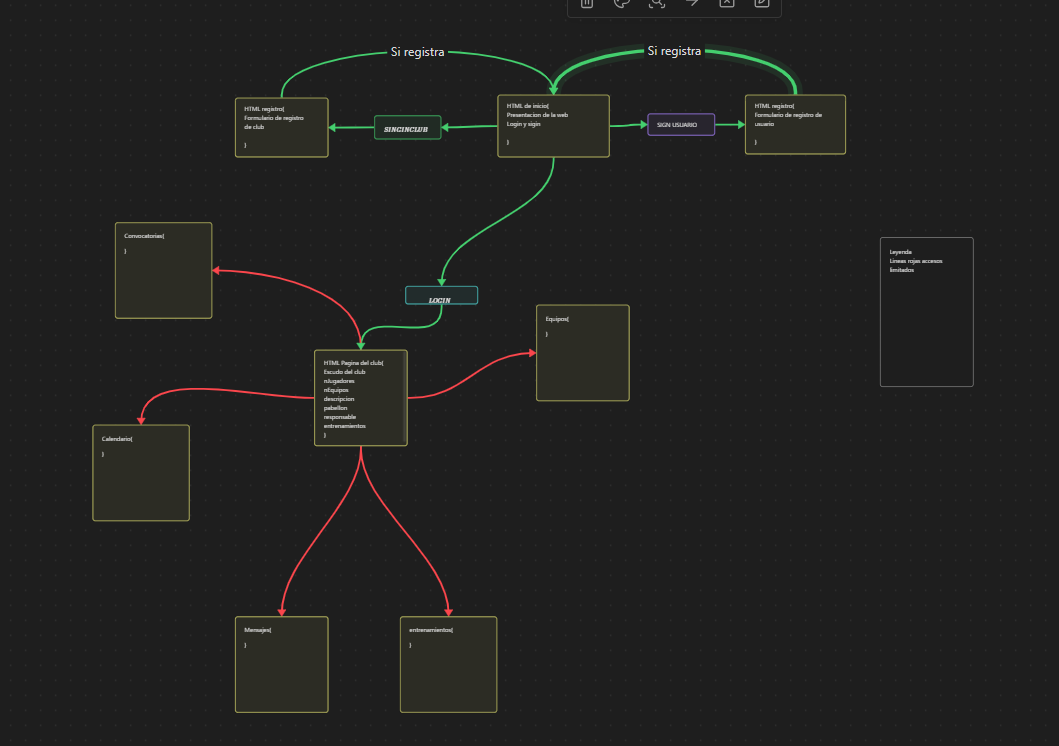 Si registra
Si registra
HTML registro{
Formulario de registro
de club
}
SINGINCLUB
HTML de inicio{
Presentacion de la web
Login y sigin
}
SIGN USUARIO
HTML registro{
Formulario de registro de
usuario
}
Convocatorias{
}
Leyenda
Lineas rojas accesos
limitados
LOGIN
Equipos{
}
HTML Pagina del club{
Escudo del club
nJugadores
nEquipos
descripcion
pabellon
responsable
entrenamientos
}
Calendario{
}
Mensajes{
}
entrenamientos{
}